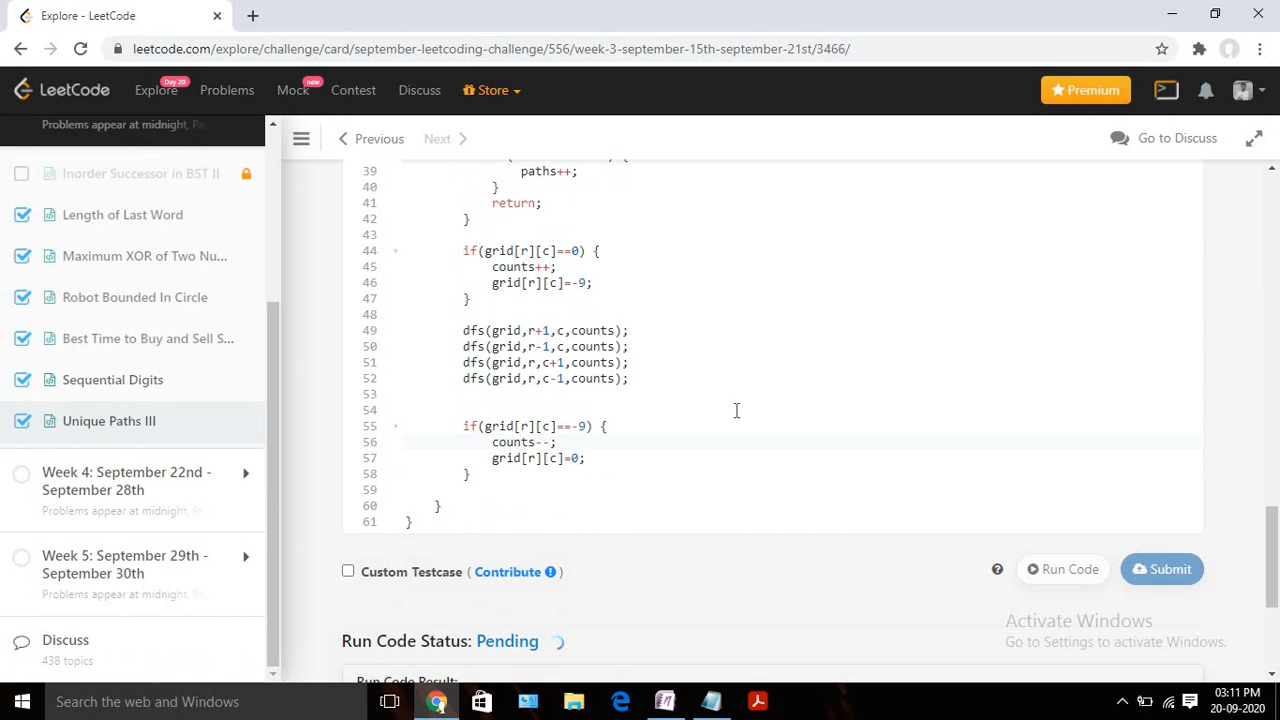 Explore - LeetCode
leetcode.com/explore/challenge/card/september-leetcoding-challenge/556/week-3-september-15th-september-21st/3466/
LeetCode
Explore
Day 20
Problems
Mock
new
Contest
Discuss
Store
Premium
Problems appear at midnight, Pa
Inorder Successor in BST II
Length of Last Word
Maximum XOR of Two Nu...
Robot Bounded In Circle
Best Time to Buy and Sell S...
Sequential Digits
Unique Paths III
Week 4: September 22nd -
September 28th
Problems appear at midnight, Pa
Week 5: September 29th -
September 30th
Problems appear at midnight, Pa
Discuss
438 topics
Previous
Next
Go to Discuss
39 paths++;
40 }
41 return;
42 }
43
44 if(grid[r][c]==0) {
45 counts++;
46 grid[r][c]=-9;
47 }
48
49 dfs(grid,r+1,c,counts);
50 dfs(grid,r-1,c,counts);
51 dfs(grid,r,c+1,counts);
52 dfs(grid,r,c-1,counts);
53
54
55 if(grid[r][c]==-9) {
56 counts--;
57 grid[r][c]=0;
58 }
59
60 }
61 }
Custom Testcase ( Contribute )
Run Code
Submit
Run Code Status: Pending
Run Code Result:
Activate Windows
Go to Settings to activate Windows.
Search the web and Windows
03:11 PM
20-09-2020